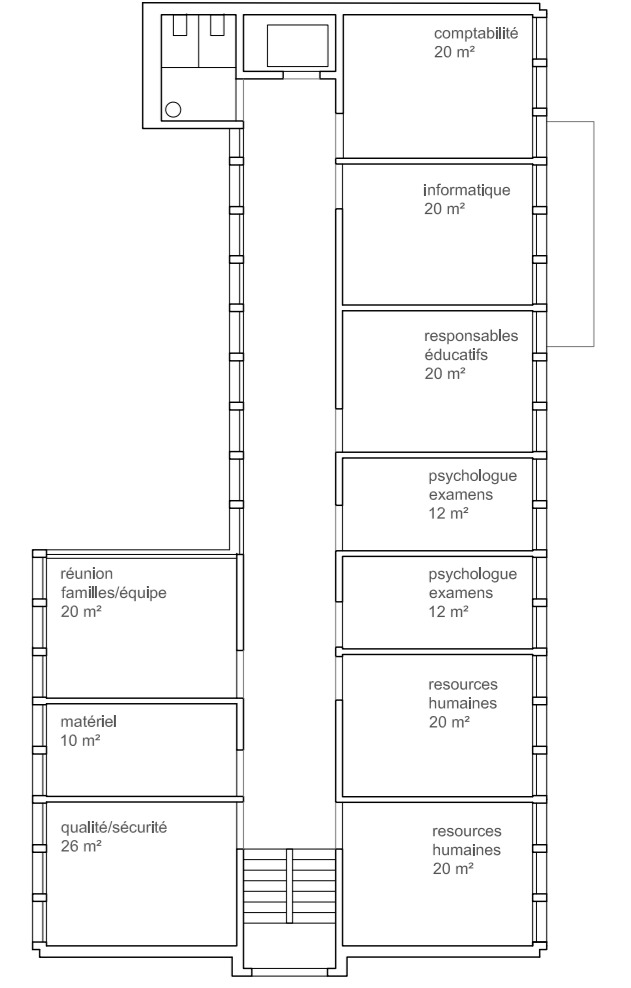 comptabilité
20 m²
informatique
20 m²
responsables
éducatifs
20 m²
psychologue
examens
12 m²
psychologue
examens
12 m²
resources
humaines
20 m²
resources
humaines
20 m²
réunion
familles/équipe
20 m²
matériel
10 m²
qualité/sécurité
26 m²